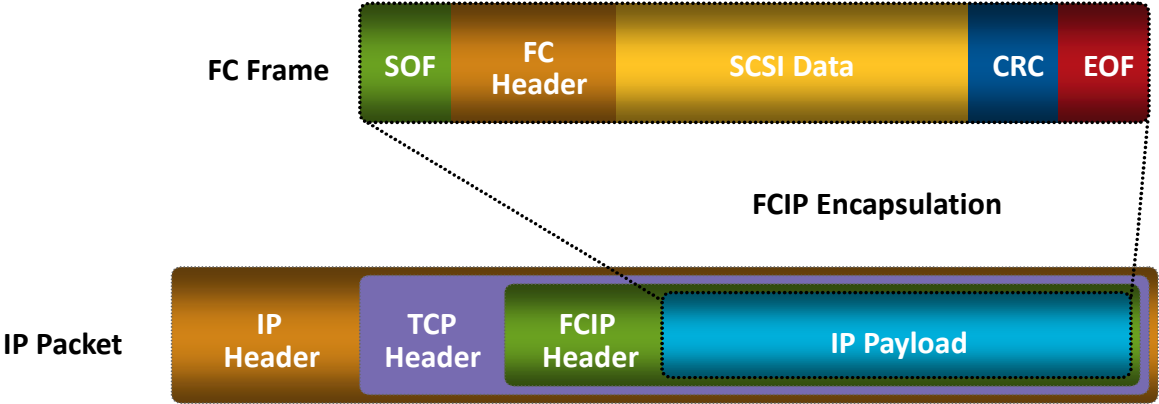 FC Frame
SOF
FC
Header
SCSI Data
CRC
EOF
FCIP Encapsulation
IP Packet
IP
Header
TCP
Header
FCIP
Header
IP Payload